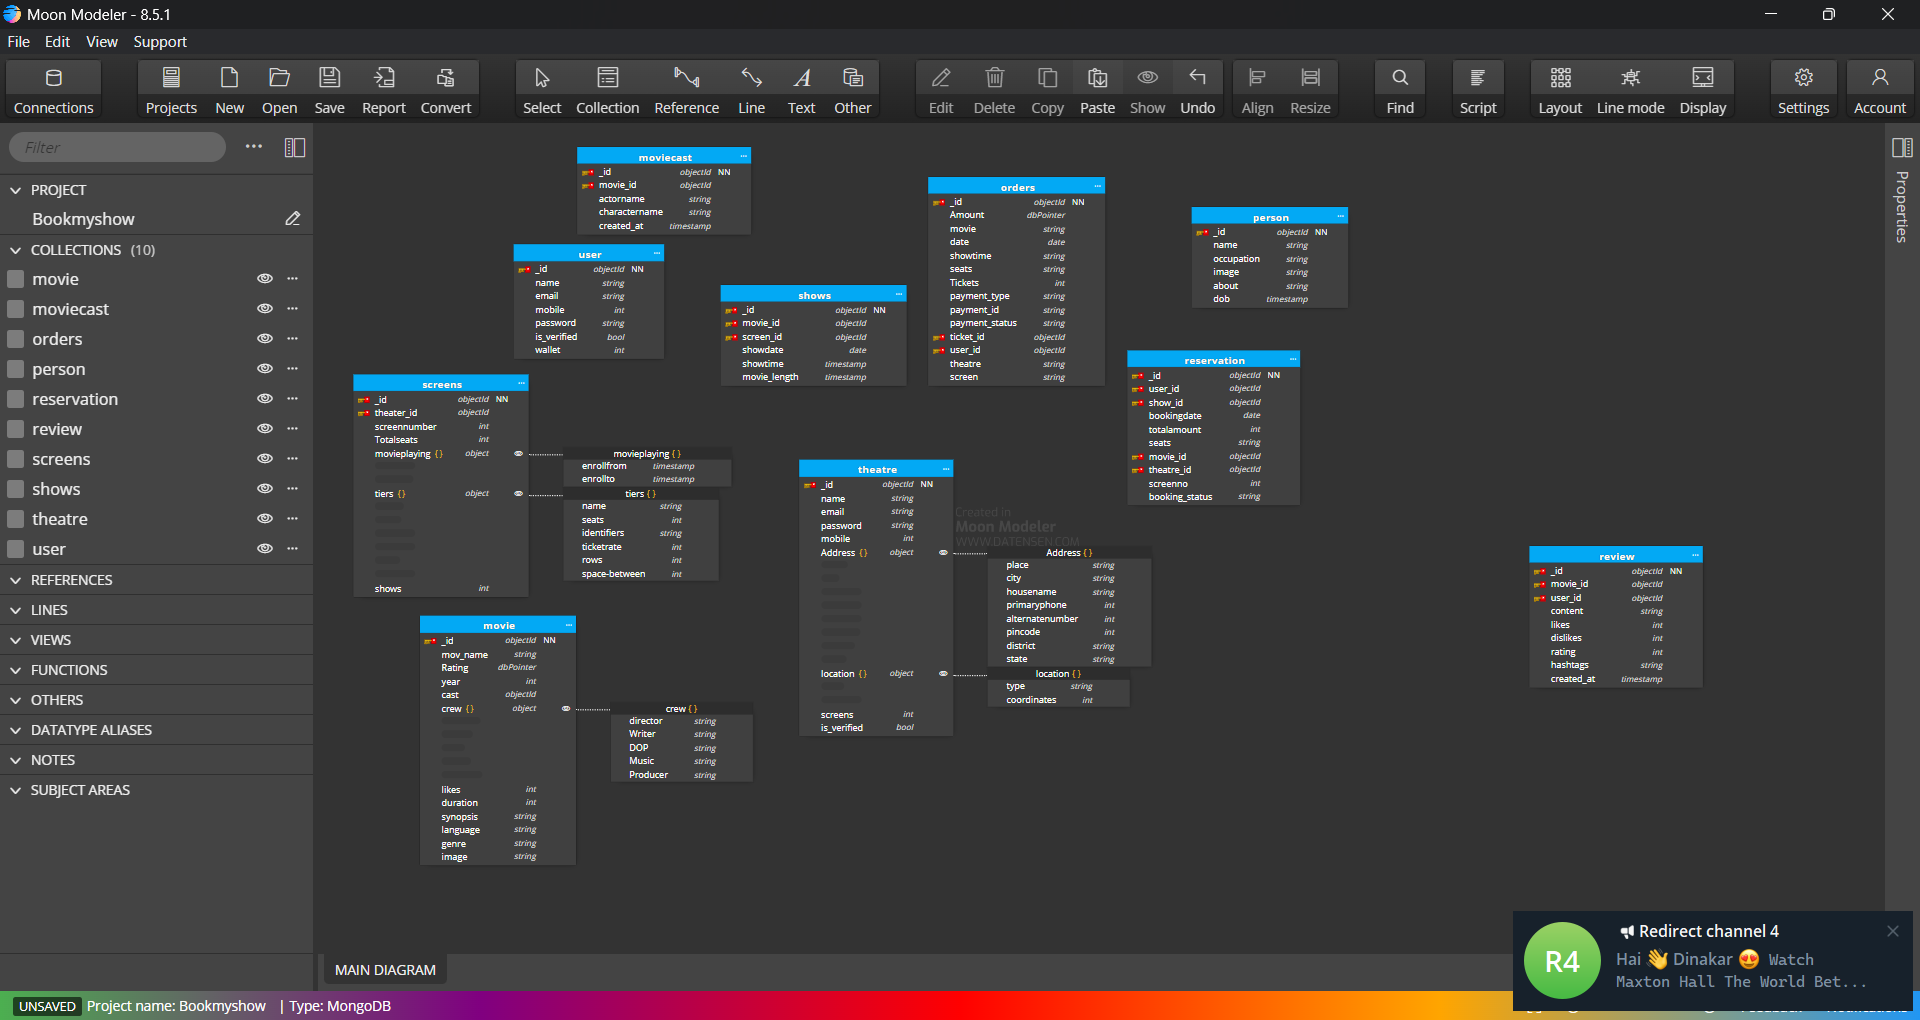 Moon Modeler - 8.5.1
File Edit View Support
Connections Projects New Open Save Report Convert Select Collection Reference Line Text Other Edit Delete Copy Paste Show Undo Align Resize Find Script Layout Line mode Display Settings Account
Filter
PROJECT
Bookmyshow
COLLECTIONS (10)
movie
moviecast
orders
person
reservation
review
screens
shows
theatre
user
REFERENCES
LINES
VIEWS
FUNCTIONS
OTHERS
DATATYPE ALIASES
NOTES
SUBJECT AREAS
moviecast
_id objectId NN
movie_id objectId
actorname string
charactername string
created_at timestamp
user
_id objectId NN
name string
email string
mobile int
password string
is_verified bool
wallet int
shows
_id objectId NN
movie_id objectId
screen_id objectId
showdate date
showtime timestamp
movie_length timestamp
orders
_id objectId NN
Amount dbPointer
movie string
date date
showtime string
seats string
Tickets int
payment_type string
payment_id string
payment_status string
ticket_id objectId
user_id objectId
theatre string
screen string
person
_id objectId NN
name string
occupation string
image string
about string
dob timestamp
reservation
_id objectId NN
user_id objectId
show_id objectId
bookingdate date
totalamount int
seats string
movie_id objectId
theatre_id objectId
screenno int
booking_status string
screens
_id objectId NN
theater_id objectId
screennumber int
Totalseats int
movieplaying {} object
tiers {} object
shows int
movieplaying {}
enrollfrom timestamp
enrollto timestamp
tiers {}
name string
seats int
identifiers string
ticketrate int
rows int
space-between int
theatre
_id objectId NN
name string
email string
password string
mobile int
Address {} object
location {} object
screens int
is_verified bool
Created in
Moon Modeler
WWW.DATENSEN.COM
Address {}
place string
city string
housename string
primaryphone int
alternatenumber int
pincode int
district string
state string
location {}
type string
coordinates int
review
_id objectId NN
movie_id objectId
user_id objectId
content string
likes int
dislikes int
rating int
hashtags string
created_at timestamp
movie
_id objectId NN
mov_name string
Rating dbPointer
year int
cast objectId
crew {} object
likes int
duration int
synopsis string
language string
genre string
image string
crew {}
director string
Writer string
DOP string
Music string
Producer string
Properties
MAIN DIAGRAM
UNSAVED Project name: Bookmyshow | Type: MongoDB
R4
Redirect channel 4
Hai 👋 Dinakar 😍 Watch
Maxton Hall The World Bet...